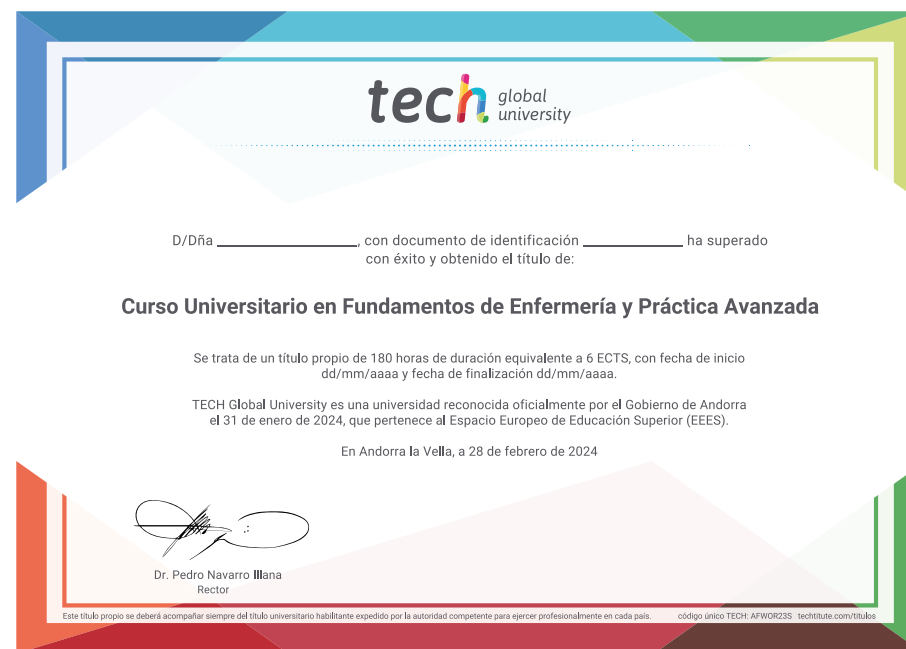 tech global
university
D/Dña ____________________, con documento de identificación ______________ ha superado
con éxito y obtenido el título de:
Curso Universitario en Fundamentos de Enfermería y Práctica Avanzada
Se trata de un título propio de 180 horas de duración equivalente a 6 ECTS, con fecha de inicio
dd/mm/aaaa y fecha de finalización dd/mm/aaaa.
TECH Global University es una universidad reconocida oficialmente por el Gobierno de Andorra
el 31 de enero de 2024, que pertenece al Espacio Europeo de Educación Superior (EEES).
En Andorra la Vella, a 28 de febrero de 2024
Dr. Pedro Navarro Illana
Rector
Este título propio se deberá acompañar siempre del título universitario habilitante expedido por la autoridad competente para ejercer profesionalmente en cada país. código único TECH: AFWOR23S techtitute.com/titulos